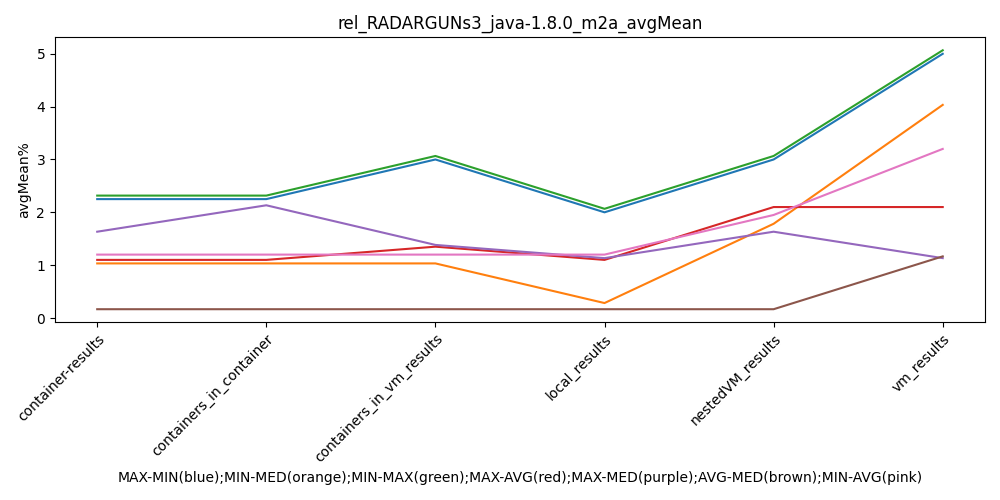 rel_RADARGUNs3_java-1.8.0_m2a_avgMean
avgMean%
5
4
3
2
1
0
container-results
containers_in_container
containers_in_vm_results
local_results
nestedVM_results
vm_results
MAX-MIN(blue);MIN-MED(orange);MIN-MAX(green);MAX-AVG(red);MAX-MED(purple);AVG-MED(brown);MIN-AVG(pink)